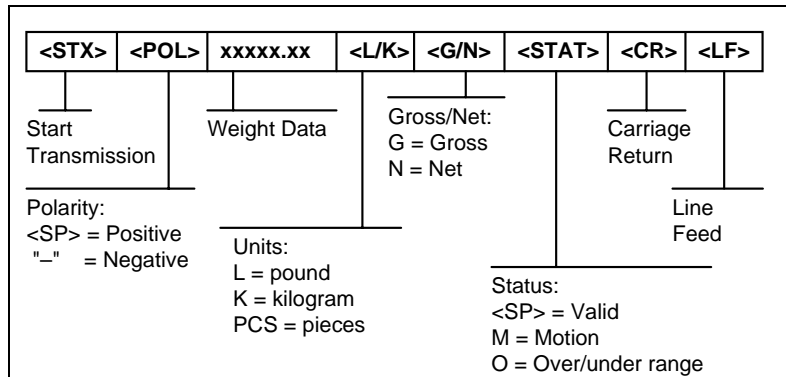 <STX> <POL> xxxxx.xx <L/K> <G/N> <STAT> <CR> <LF>
Start
Transmission
Polarity:
<SP> = Positive
"–" = Negative
Weight Data
Units:
L = pound
K = kilogram
PCS = pieces
Gross/Net:
G = Gross
N = Net
Status:
<SP> = Valid
M = Motion
O = Over/under range
Carriage
Return
Line
Feed